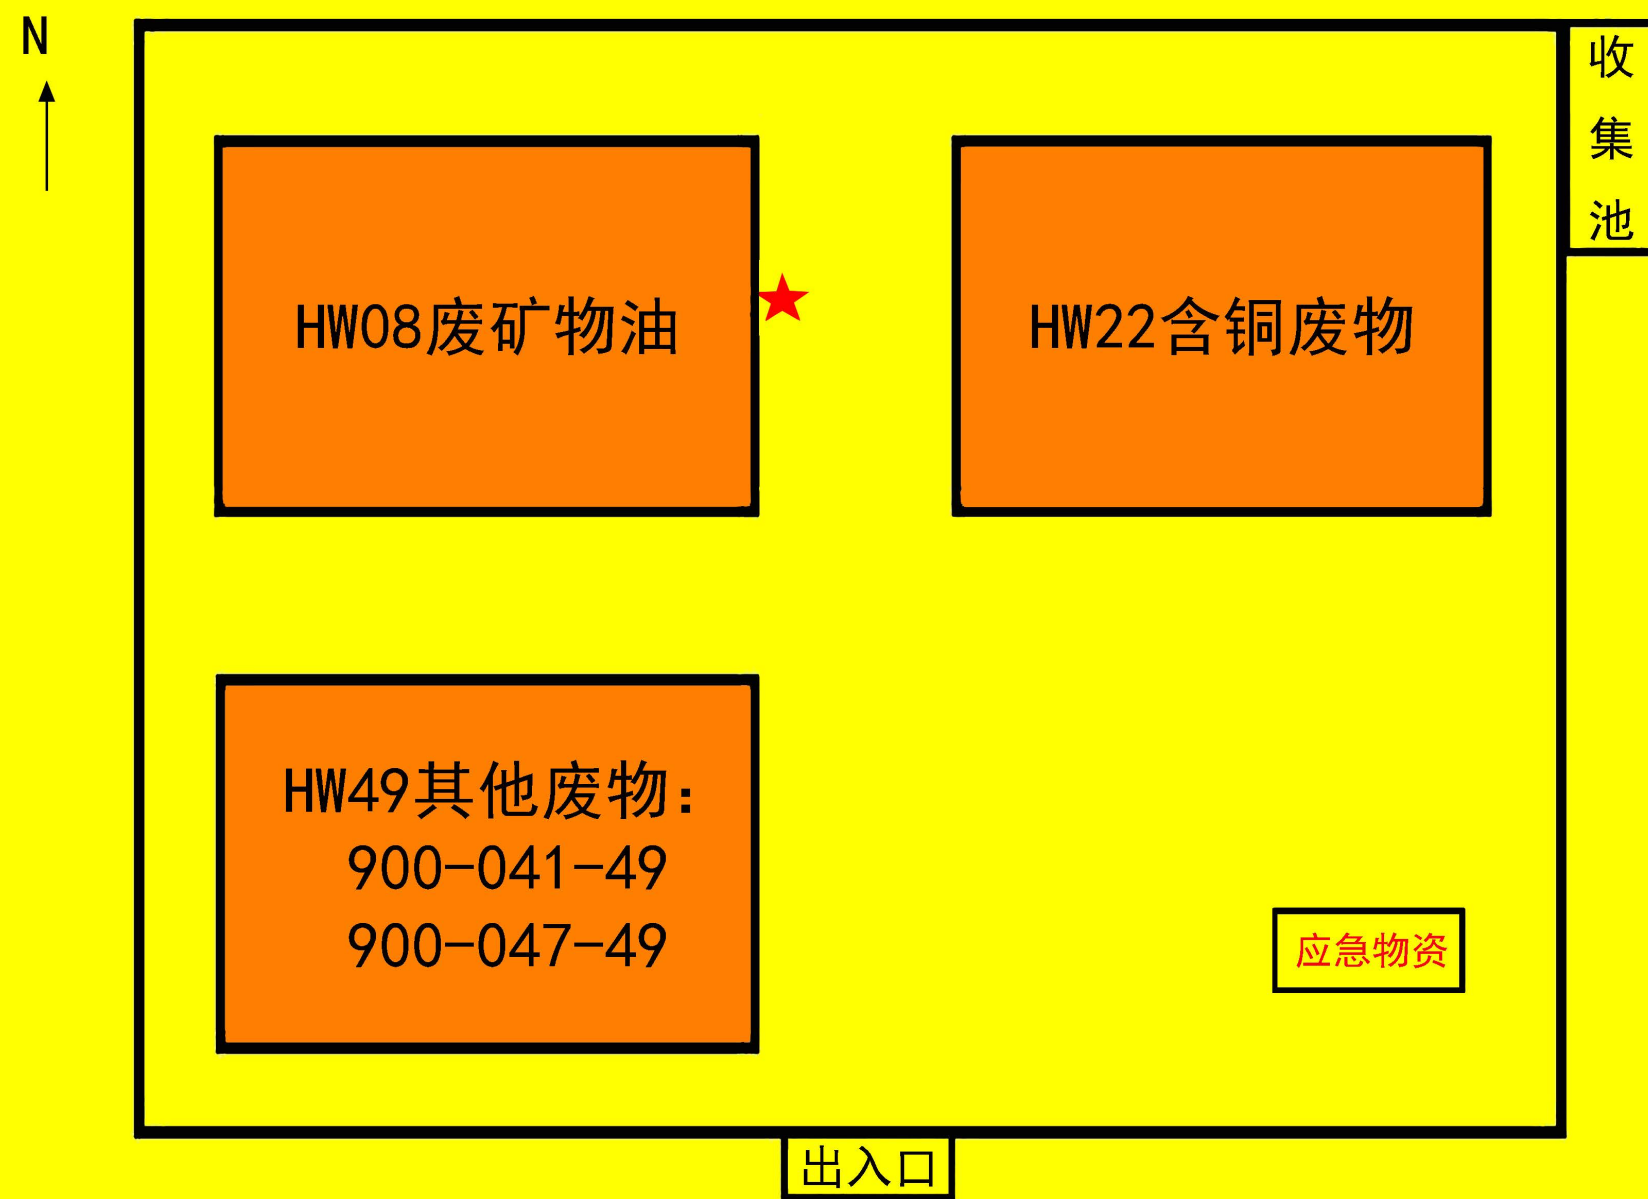 N
收
集
池
HW08废矿物油
HW22含铜废物
HW49其他废物：
900-041-49
900-047-49
应急物资
出入口